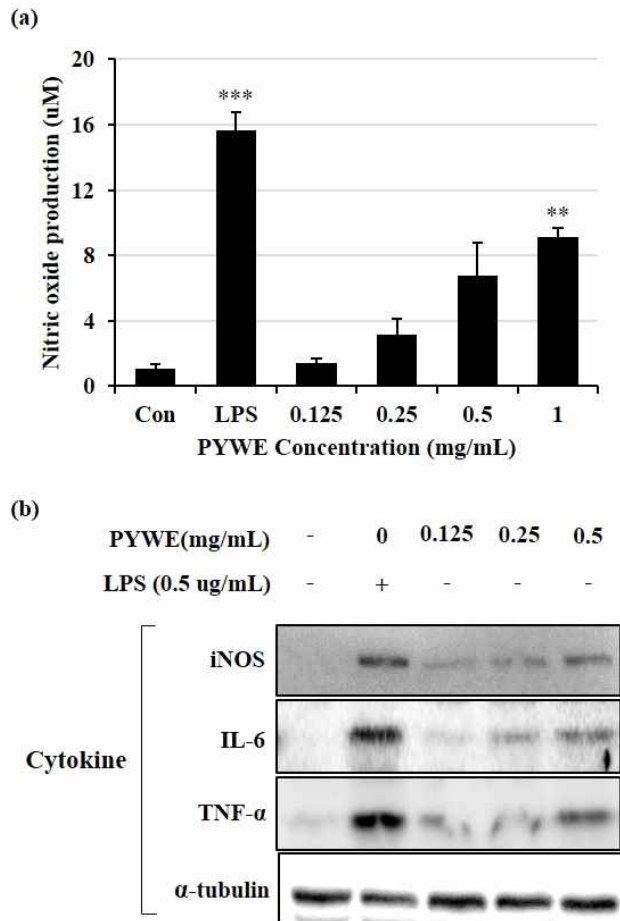 (a)
Nitric oxide production (uM)
20
16
12
8
4
0
***
**
Con LPS 0.125 0.25 0.5 1
PYWE Concentration (mg/mL)
(b)
PYWE(mg/mL) - 0 0.125 0.25 0.5
LPS (0.5 ug/mL) - + - - -
Cytokine
iNOS
IL-6
TNF-α
α-tubulin